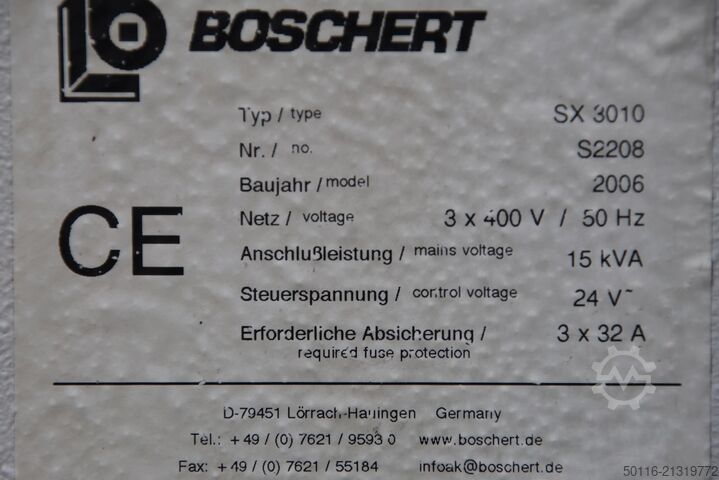 BOSCHERT
Typ / type SX 3010
Nr. / no. S2208
Baujahr / model 2006
Netz / voltage 3 x 400 V / 50 Hz
Anschlußleistung / mains voltage 15 kVA
Steuerspannung / control voltage 24 V~
Erforderliche Absicherung / 3 x 32 A
required fuse protection
CE
D-79451 Lörrach-Hauingen Germany
Tel.: +49 / (0) 7621 / 9593 0 www.boschert.de
Fax: +49 / (0) 7621 / 55184 infoak@boschert.de
50116-21319772